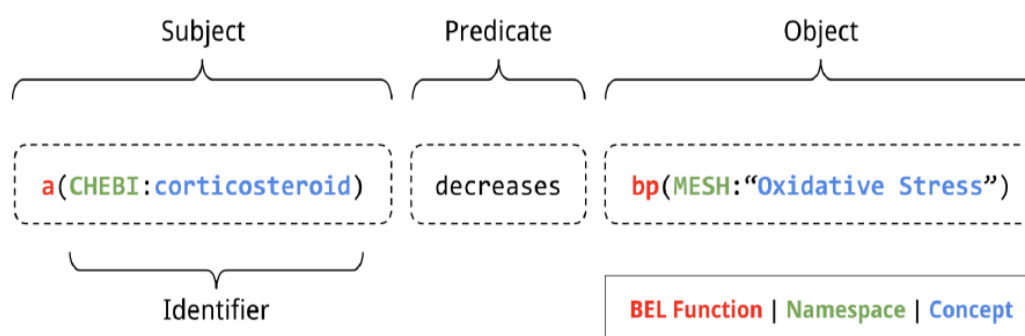 Subject Predicate Object
a(CHEBI:corticosteroid) decreases bp(MESH:“Oxidative Stress”)
Identifier
BEL Function | Namespace | Concept